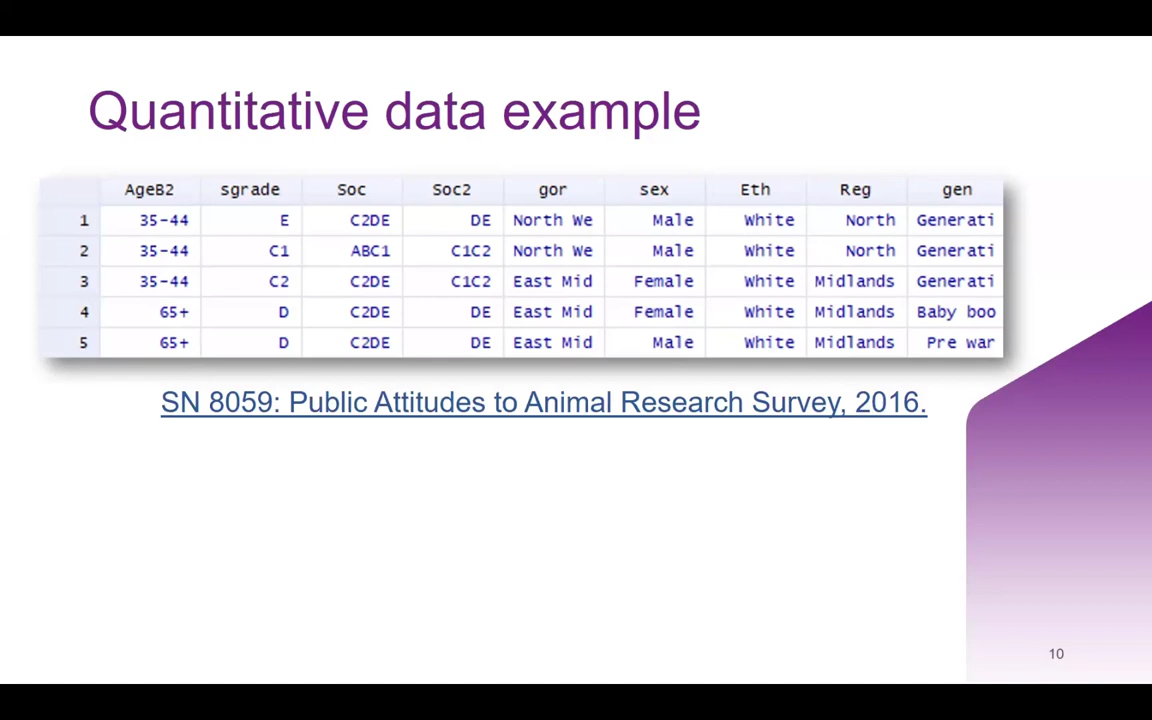 Quantitative data example
AgeB2 sgrade Soc Soc2 gor sex Eth Reg gen
1 35-44 E C2DE DE North We Male White North Generati
2 35-44 C1 ABC1 C1C2 North We Male White North Generati
3 35-44 C2 C2DE C1C2 East Mid Female White Midlands Generati
4 65+ D C2DE DE East Mid Female White Midlands Baby boo
5 65+ D C2DE DE East Mid Male White Midlands Pre war
SN 8059: Public Attitudes to Animal Research Survey, 2016.
10